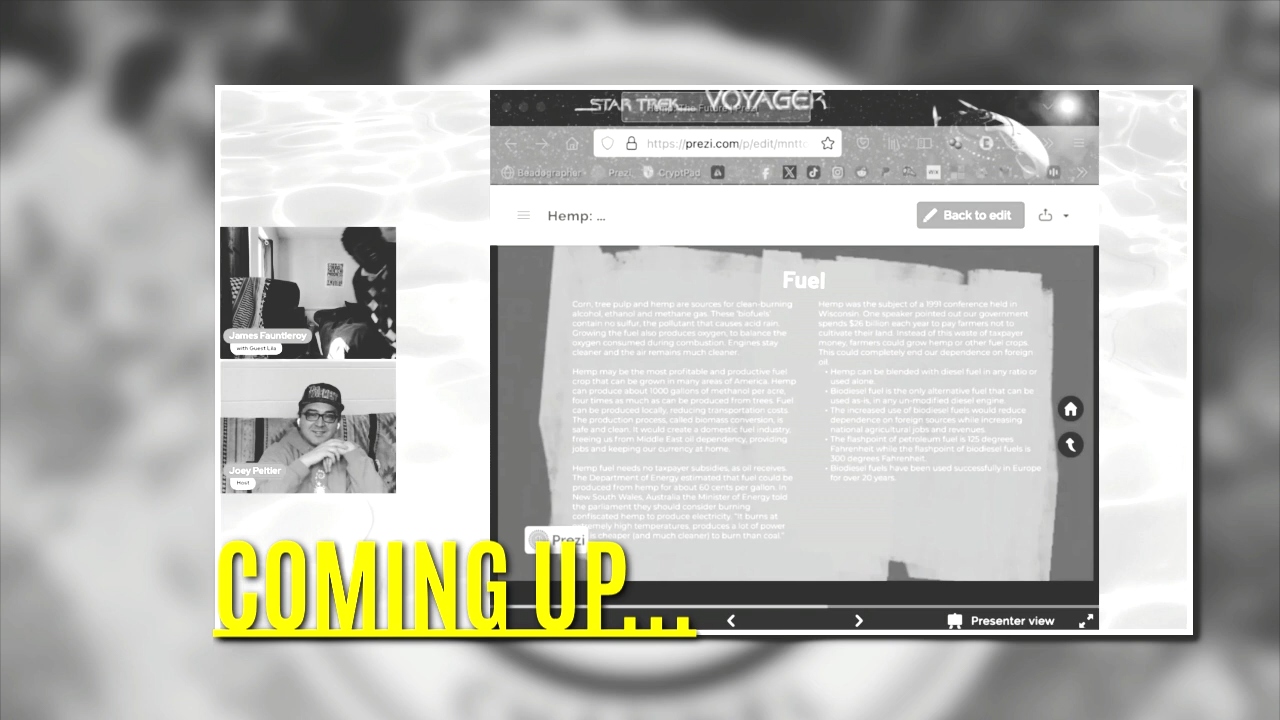 STAR TREK VOYAGER
https://prezi.com/p/edit/mntt
Beadographer
Prezi
CryptPad
Hemp: ...
Back to edit
Fuel
Corn, tree pulp and hemp are sources for clean-burning
alcohol, ethanol and methane gas. These 'biofuels'
contain no sulfur, the pollutant that causes acid rain.
Growing the fuel also produces oxygen, to balance the
oxygen consumed during combustion. Engines stay
cleaner and the air remains much cleaner.
Hemp may be the most profitable and productive fuel
crop that can be grown in many areas of America. Hemp
can produce about 1000 gallons of methanol per acre,
four times as much as can be produced from trees. Fuel
can be produced locally, reducing transportation costs.
The production process, called biomass conversion, is
safe and clean. It would create a domestic fuel industry,
freeing us from Middle East oil dependency, providing
jobs and keeping our currency at home.
Hemp fuel needs no taxpayer subsidies, as oil receives.
The Department of Energy estimated that fuel could be
produced from hemp for about 60 cents per gallon. In
New South Wales, Australia the Minister of Energy told
the parliament they should consider burning
confiscated hemp to produce electricity. "It burns at
extremely high temperatures, produces a lot of power
is cheaper (and much cleaner) to burn than coal."
Hemp was the subject of a 1991 conference held in
Wisconsin. One speaker pointed out our government
spends $26 billion each year to pay farmers not to
cultivate their land. Instead of this waste of taxpayer
money, farmers could grow hemp or other fuel crops.
This could completely end our dependence on foreign
oil.
• Hemp can be blended with diesel fuel in any ratio or
used alone.
• Biodiesel fuel is the only alternative fuel that can be
used as-is, in any un-modified diesel engine.
• The increased use of biodiesel fuels would reduce
dependence on foreign sources while increasing
national agricultural jobs and revenues.
• The flashpoint of petroleum fuel is 125 degrees
Fahrenheit while the flashpoint of biodiesel fuels is
300 degrees Fahrenheit.
• Biodiesel fuels have been used successfully in Europe
for over 20 years.
Prezi
Presenter view
James Fauntleroy
with Guest Lila
Joey Peltier
Host
COMING UP...